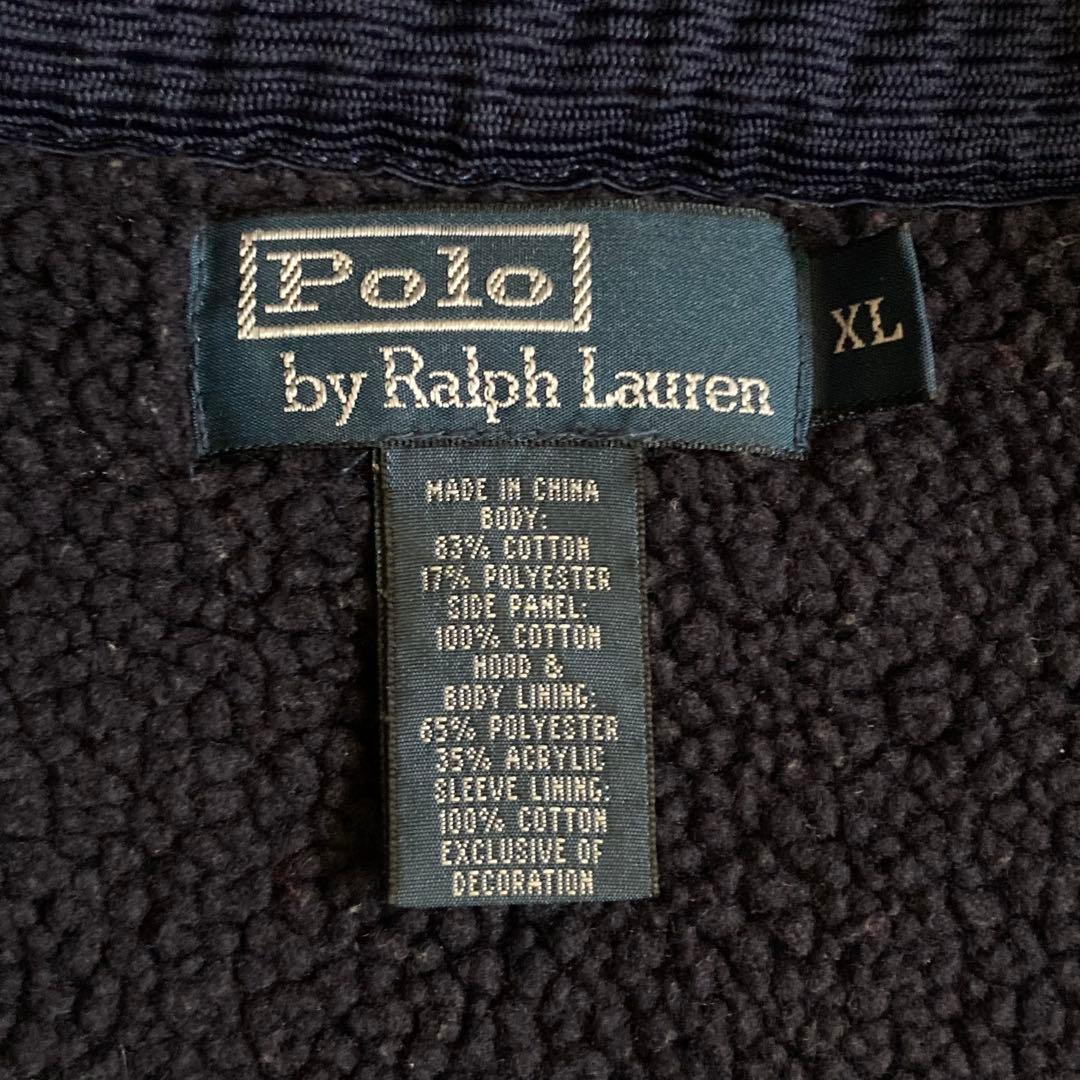 Polo
by Ralph Lauren
XL
MADE IN CHINA
BODY:
83% COTTON
17% POLYESTER
SIDE PANEL:
100% COTTON
HOOD &
BODY LINING:
65% POLYESTER
35% ACRYLIC
SLEEVE LINING:
100% COTTON
EXCLUSIVE OF
DECORATION